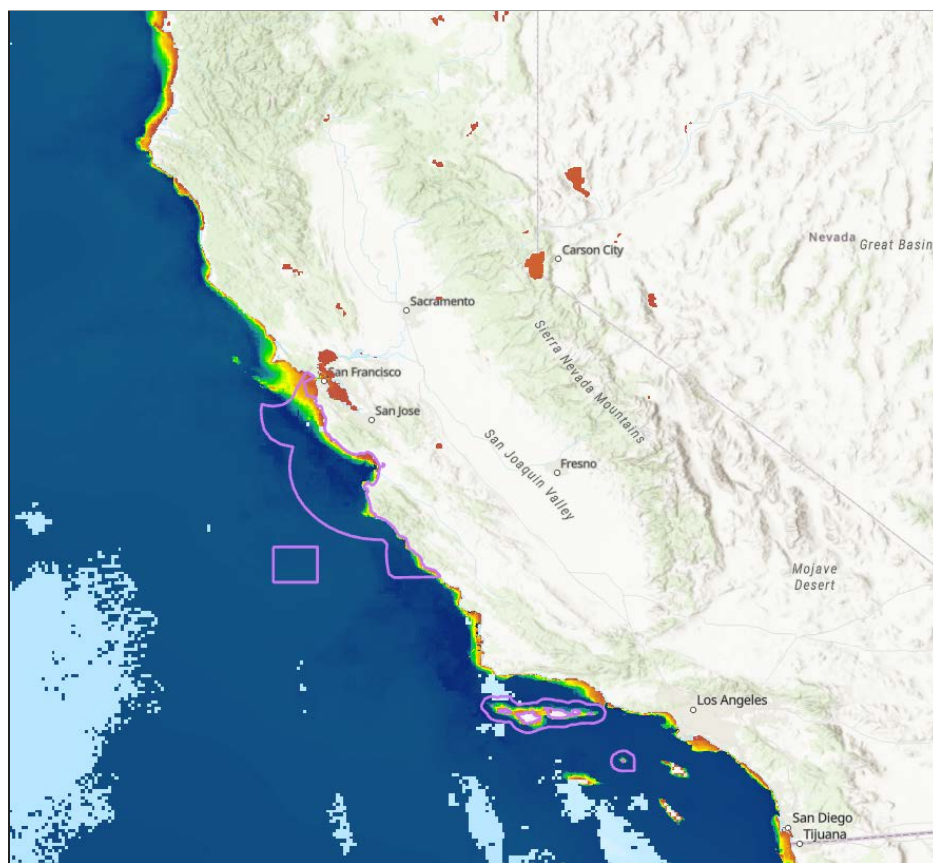 Nevada
Great Basin
Carson City
Sacramento
Sierra Nevada Mountains
San Francisco
San Jose
San Joaquin Valley
Fresno
Mojave
Desert
Los Angeles
San Diego
Tijuana